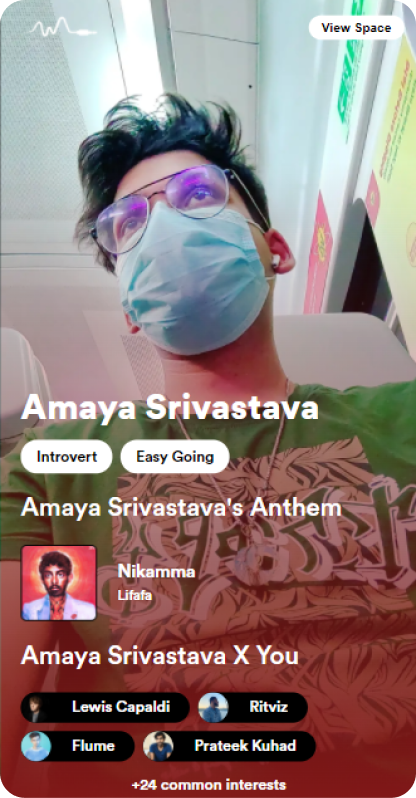 View Space
Amaya Srivastava
Introvert Easy Going
Amaya Srivastava's Anthem
Nikamma
Lifafa
Amaya Srivastava X You
Lewis Capaldi Ritviz
Flume Prateek Kuhad
+24 common interests